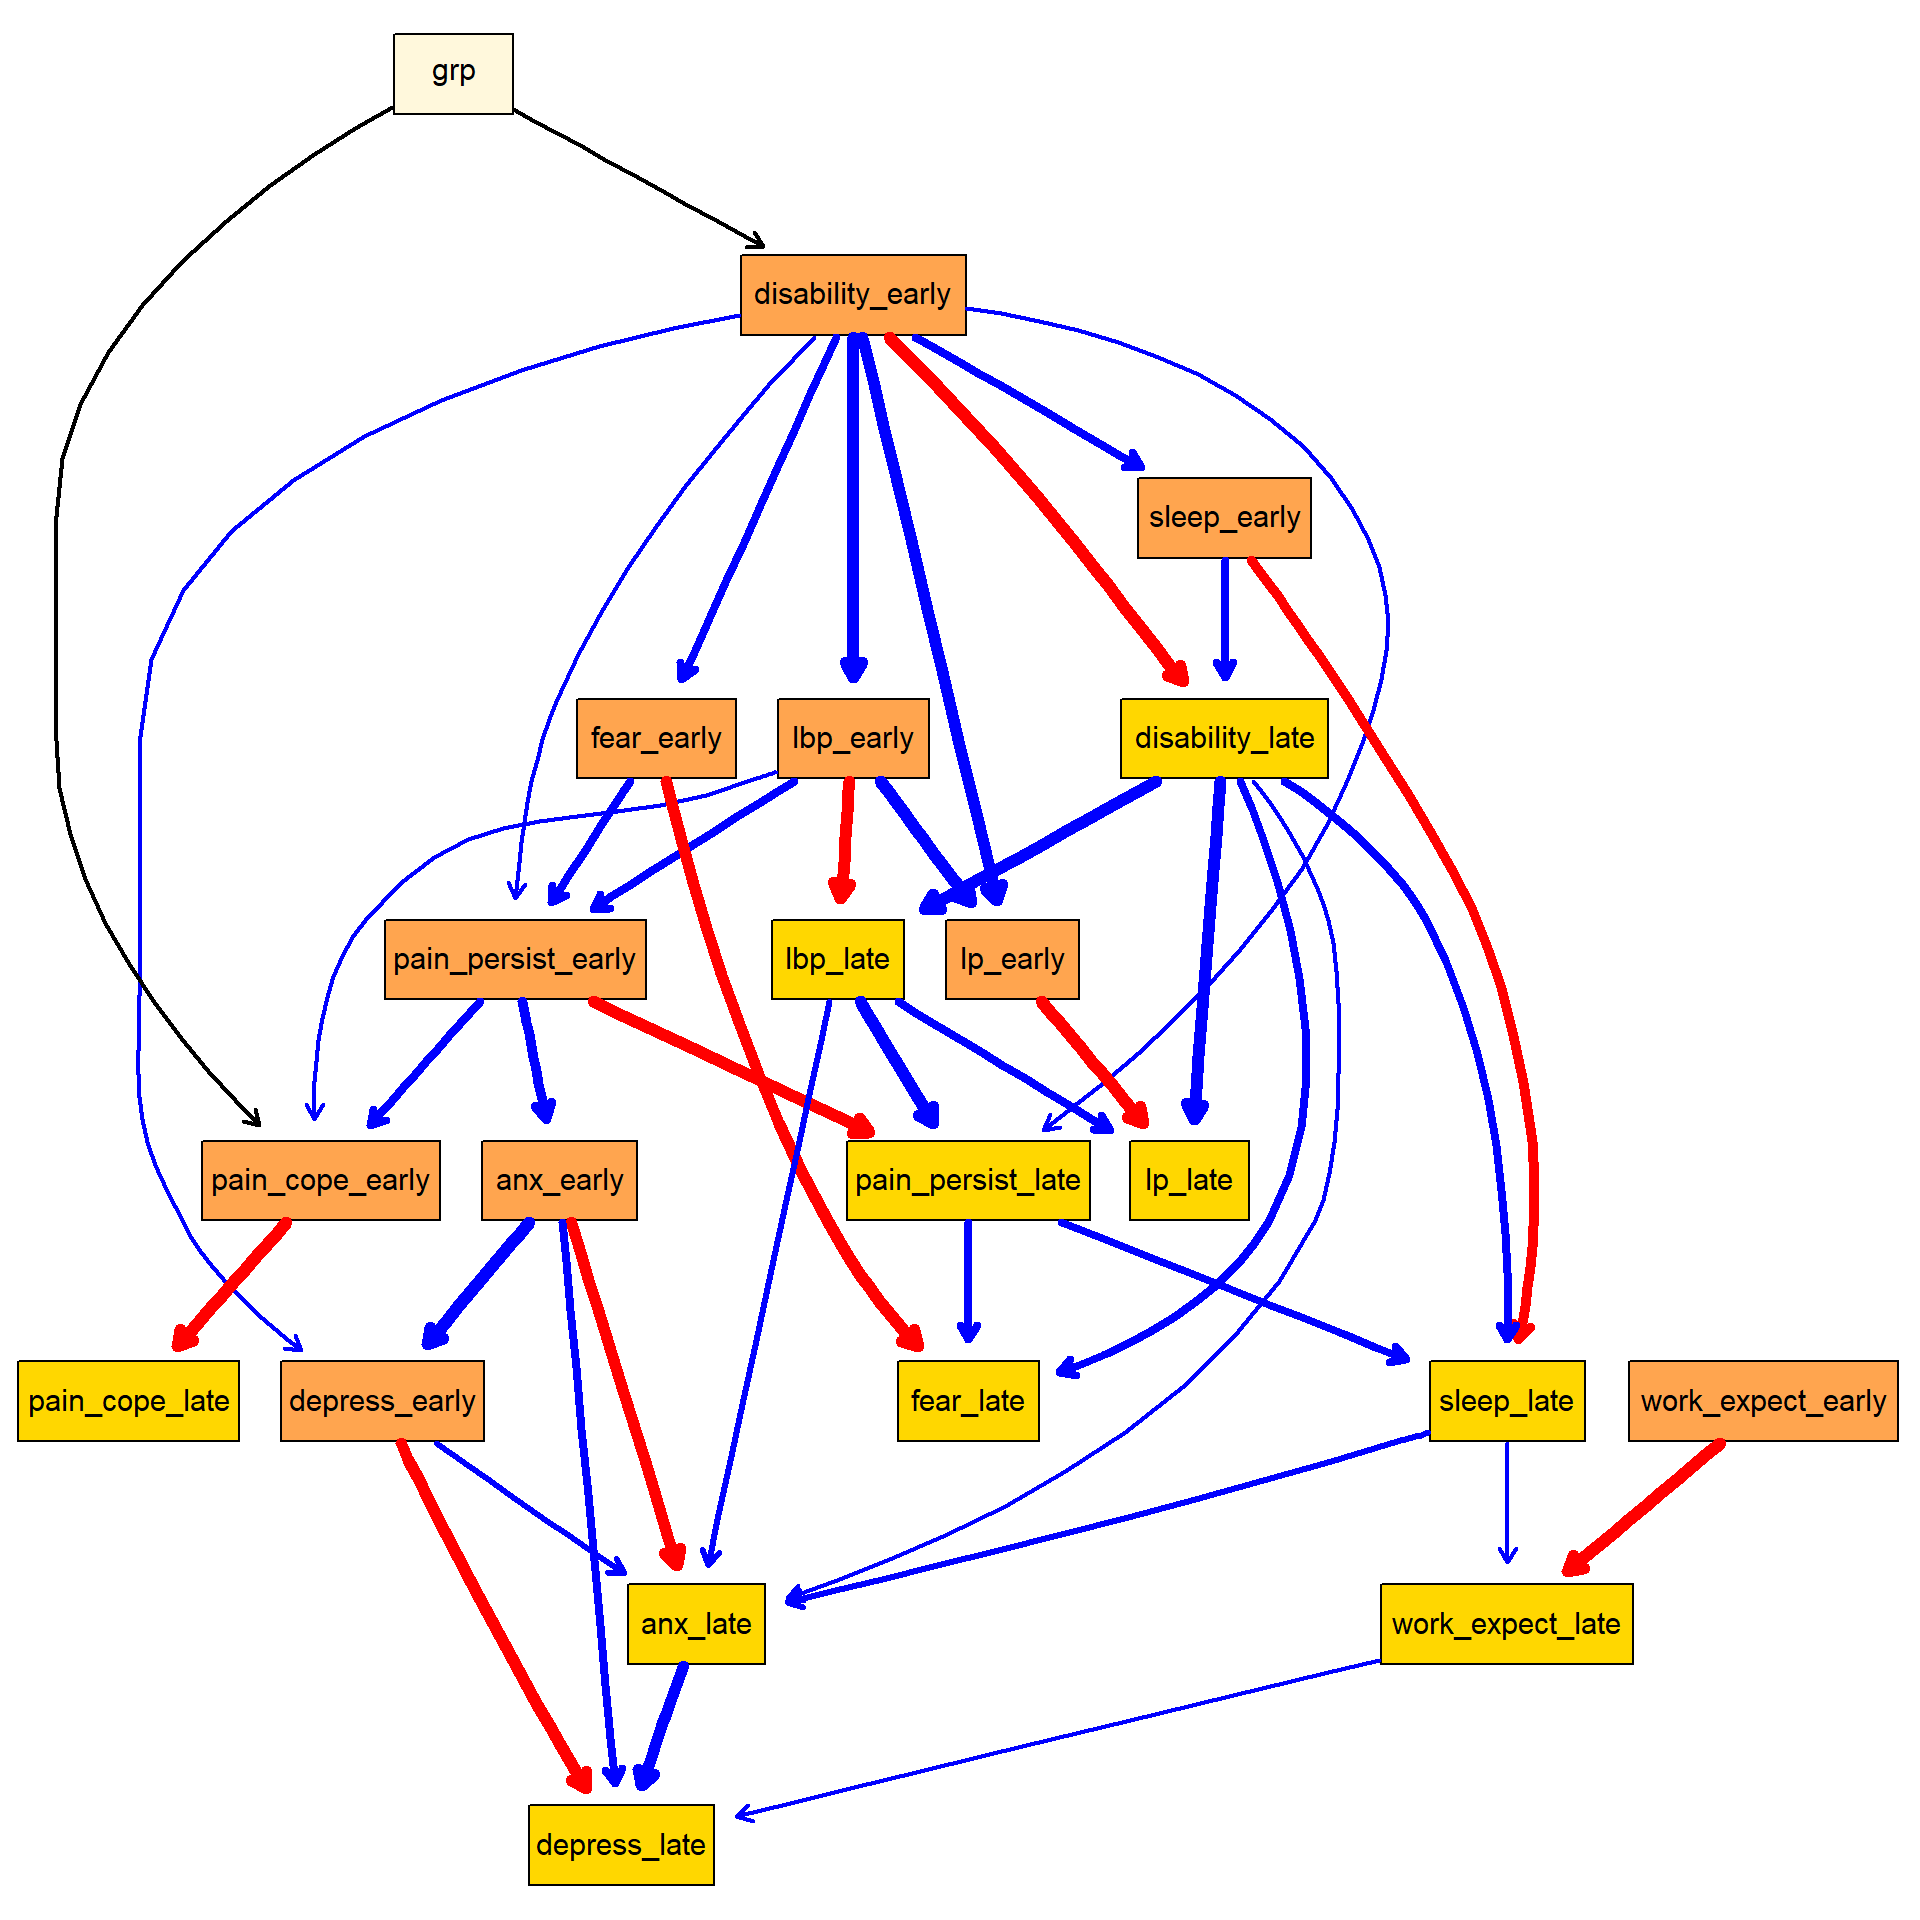 grp
disability_early
sleep_early
fear_early
lbp_early
disability_late
pain_persist_early
lbp_late
lp_early
pain_cope_early
anx_early
pain_persist_late
lp_late
pain_cope_late
depress_early
fear_late
sleep_late
work_expect_early
anx_late
work_expect_late
depress_late